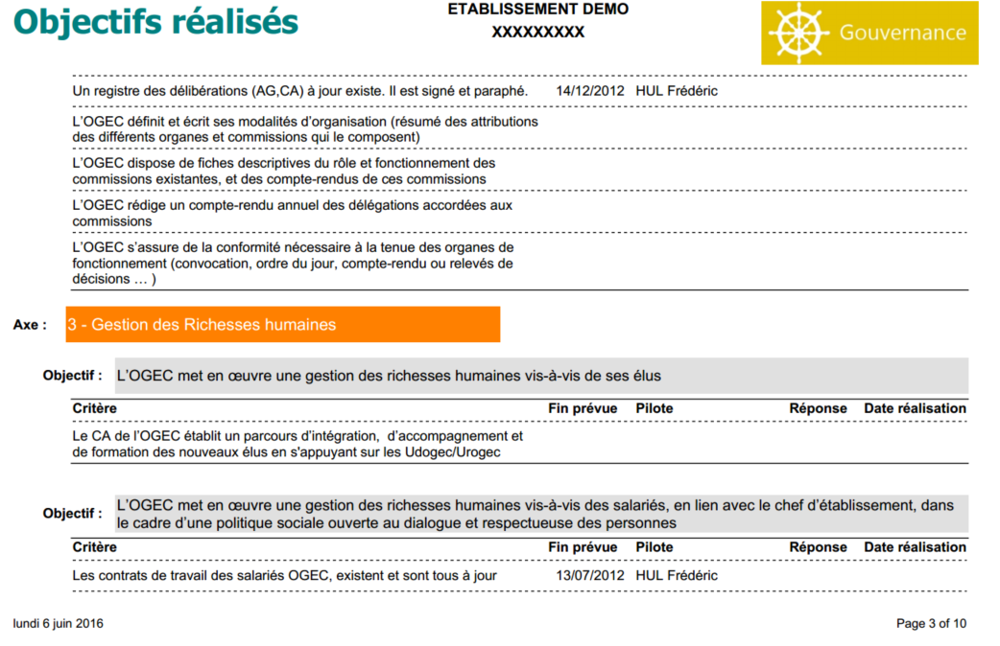 Objectifs réalisés
ETABLISSEMENT DEMO
XXXXXXXXX
Gouvernance
Un registre des délibérations (AG,CA) à jour existe. Il est signé et paraphé. 14/12/2012 HUL Frédéric
L'OGEC définit et écrit ses modalités d'organisation (résumé des attributions
des différents organes et commissions qui le composent)
L'OGEC dispose de fiches descriptives du rôle et fonctionnement des
commissions existantes, et des compte-rendus de ces commissions
L'OGEC rédige un compte-rendu annuel des délégations accordées aux
commissions
L'OGEC s'assure de la conformité nécessaire à la tenue des organes de
fonctionnement (convocation, ordre du jour, compte-rendu ou relevés de
décisions … )
Axe : 3 - Gestion des Richesses humaines
Objectif : L'OGEC met en œuvre une gestion des richesses humaines vis-à-vis de ses élus
Critère Fin prévue Pilote Réponse Date réalisation
Le CA de l'OGEC établit un parcours d'intégration, d'accompagnement et
de formation des nouveaux élus en s'appuyant sur les Udogec/Urogec
Objectif : L'OGEC met en œuvre une gestion des richesses humaines vis-à-vis des salariés, en lien avec le chef d'établissement, dans
le cadre d'une politique sociale ouverte au dialogue et respectueuse des personnes
Critère Fin prévue Pilote Réponse Date réalisation
Les contrats de travail des salariés OGEC, existent et sont tous à jour 13/07/2012 HUL Frédéric
lundi 6 juin 2016 Page 3 of 10